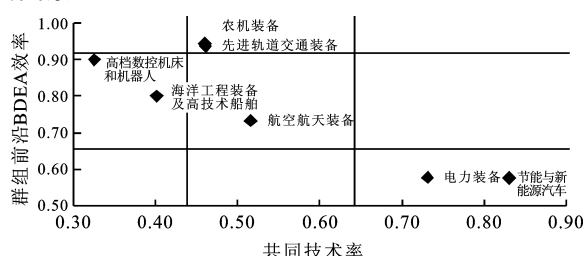 群组前沿BDEA效率
1.00
0.90
0.80
0.70
0.60
0.50
农机装备
先进轨道交通装备
高档数控机床
和机器人
海洋工程装备
及高技术船舶
航空航天装备
电力装备
节能与新
能源汽车
0.30 0.40 0.50 0.60 0.70 0.80 0.90
共同技术率